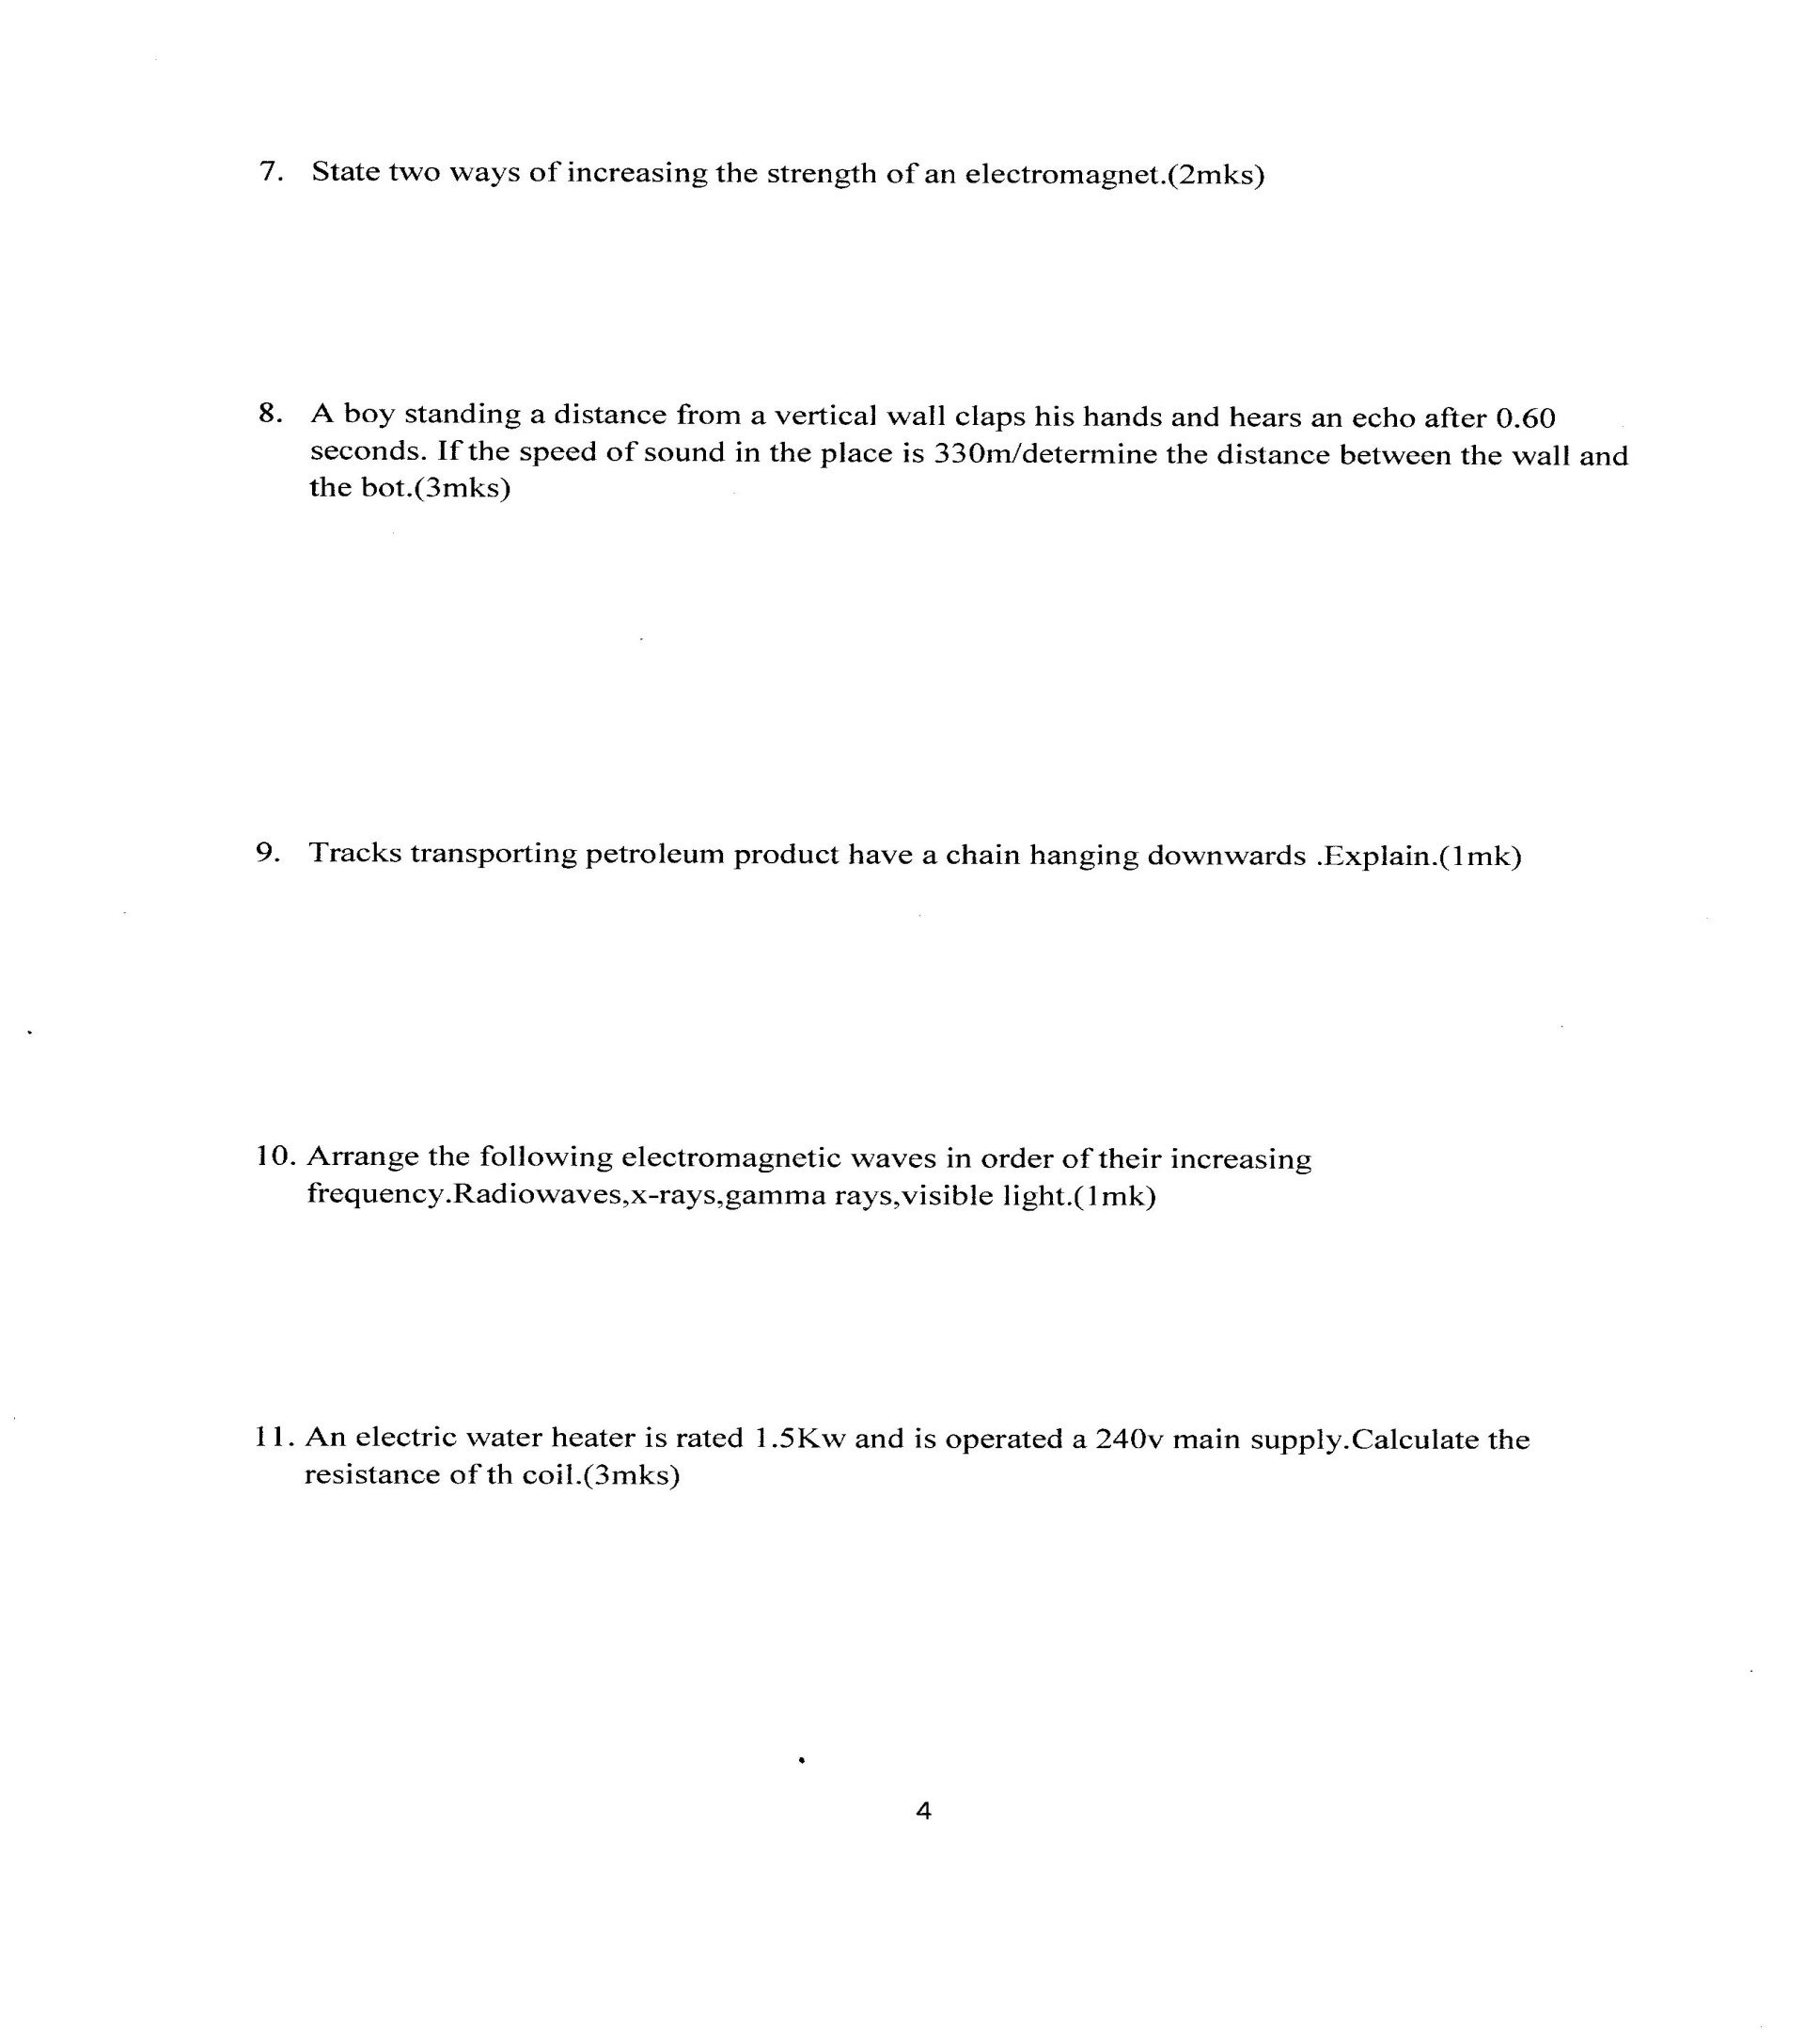 7. State two ways of increasing the strength of an electromagnet.(2mks)
8. A boy standing a distance from a vertical wall claps his hands and hears an echo after 0.60
seconds. If the speed of sound in the place is 330m/determine the distance between the wall and
the bot.(3mks)
9. Tracks transporting petroleum product have a chain hanging downwards .Explain.(1mk)
10. Arrange the following electromagnetic waves in order of their increasing
frequency.Radiowaves,x-rays,gamma rays,visible light.(1mk)
11. An electric water heater is rated 1.5Kw and is operated a 240v main supply.Calculate the
resistance of th coil.(3mks)
4